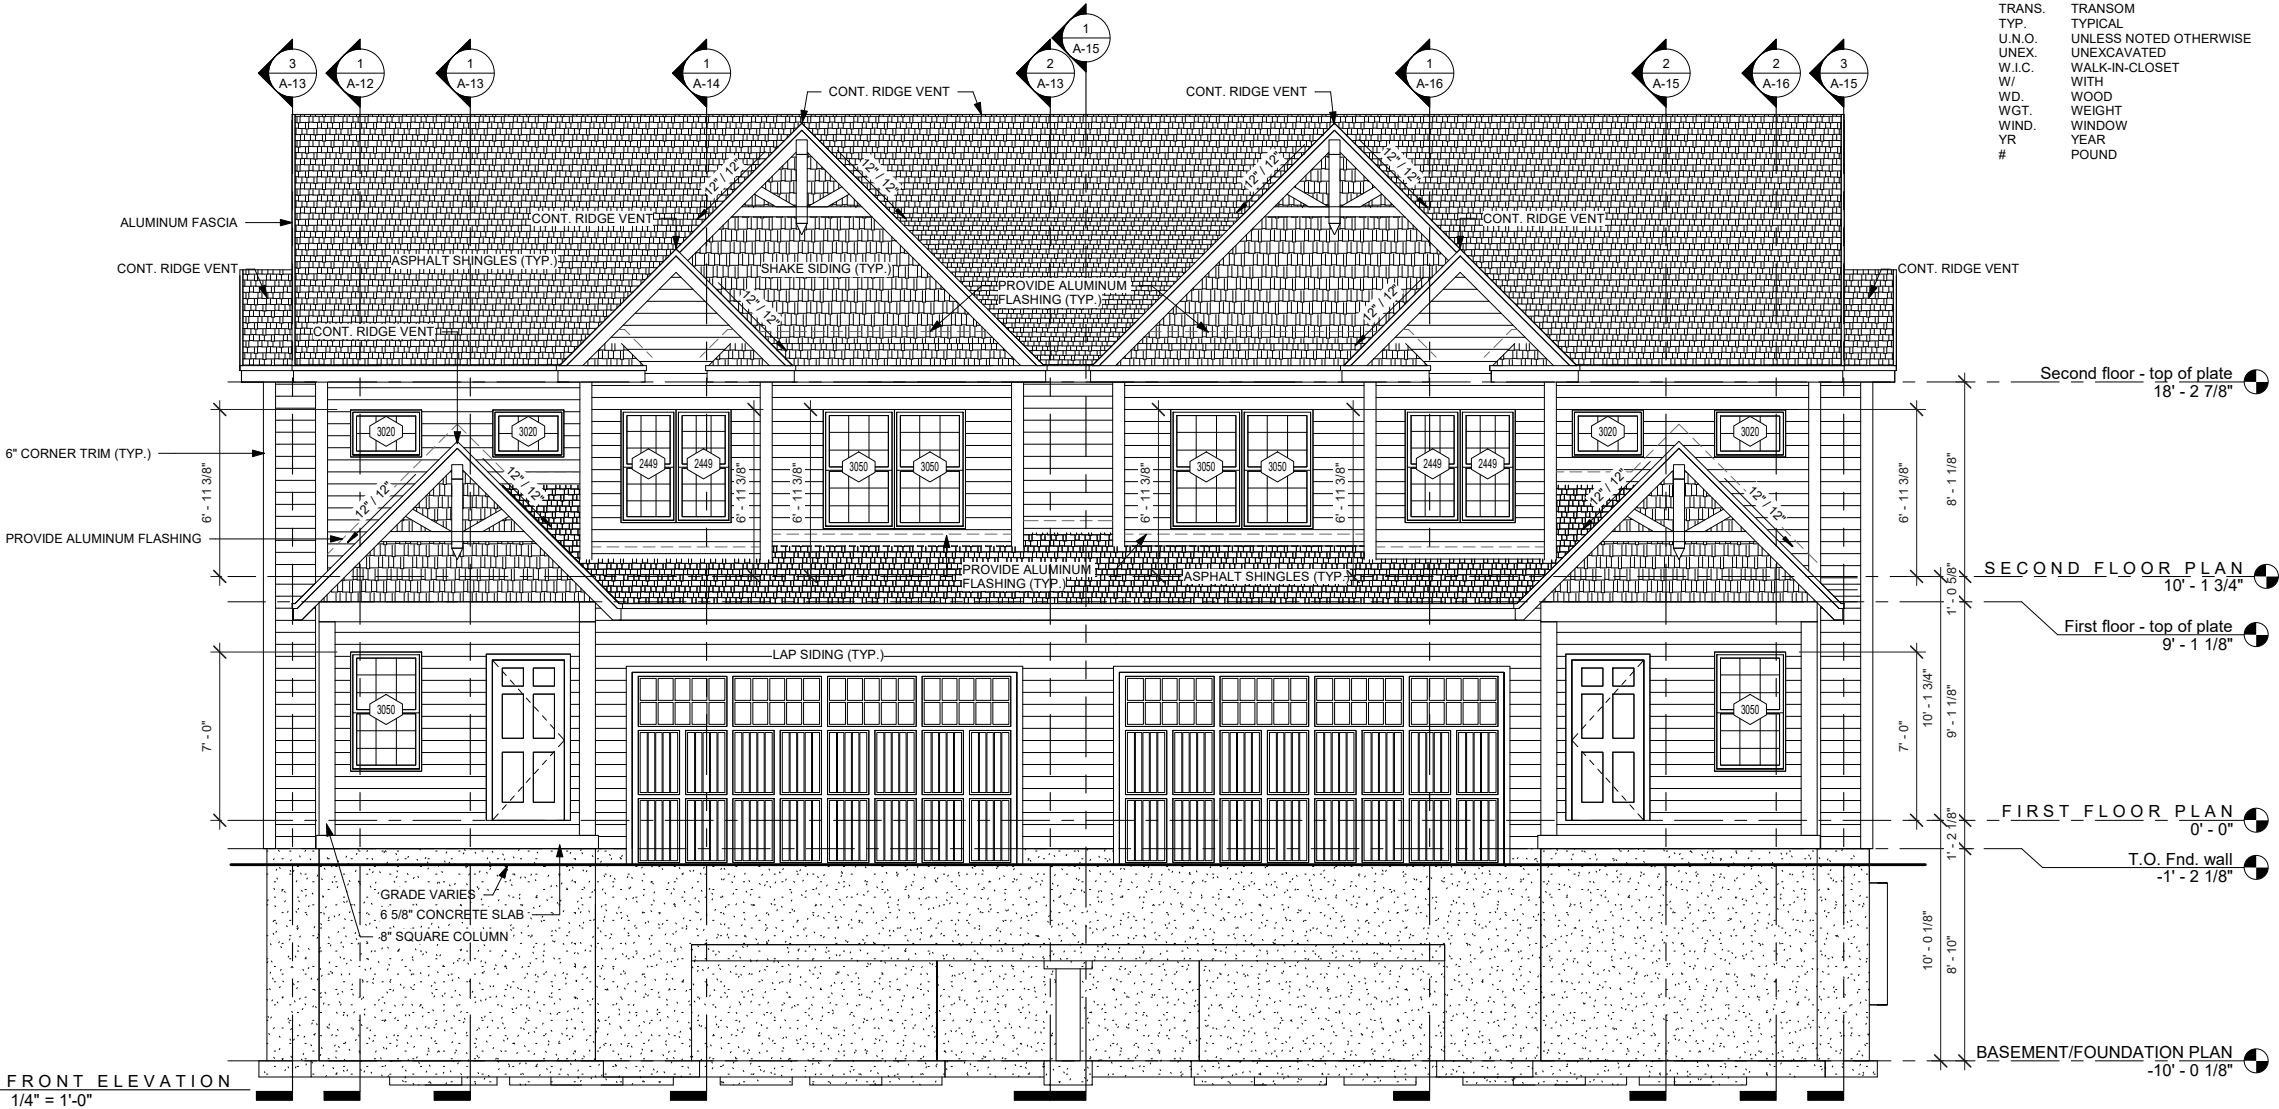 TRANS. TRANSOM
TYP. TYPICAL
U.N.O. UNLESS NOTED OTHERWISE
UNEX. UNEXCAVATED
W.I.C. WALK-IN-CLOSET
W/ WITH
WD. WOOD
WGT. WEIGHT
WIND. WINDOW
YR YEAR
# POUND
1
A-15
3
A-13
1
A-12
1
A-13
1
A-14
2
A-13
1
A-16
2
A-15
2
A-16
3
A-15
CONT. RIDGE VENT
CONT. RIDGE VENT
12" / 12"
12" / 12"
12" / 12"
12" / 12"
ALUMINUM FASCIA
CONT. RIDGE VENT
CONT. RIDGE VENT
ASPHALT SHINGLES (TYP.)
SHAKE SIDING (TYP.)
CONT. RIDGE VENT
CONT. RIDGE VENT
PROVIDE ALUMINUM
FLASHING (TYP.)
12" / 12"
12" / 12"
CONT. RIDGE VENT
Second floor - top of plate
18' - 2 7/8"
3020
3020
3020
3020
6" CORNER TRIM (TYP.)
2449
2449
3050
3050
3050
3050
2449
2449
6' - 11 3/8"
6' - 11 3/8"
6' - 11 3/8"
6' - 11 3/8"
6' - 11 3/8"
6' - 11 3/8"
8' - 1 1/8"
12" / 12"
12" / 12"
12" / 12"
12" / 12"
PROVIDE ALUMINUM FLASHING
PROVIDE ALUMINUM
FLASHING (TYP.)
ASPHALT SHINGLES (TYP.)
SECOND FLOOR PLAN
10' - 1 3/4"
1' - 0 5/8"
First floor - top of plate
9' - 1 1/8"
LAP SIDING (TYP.)
3050
3050
7' - 0"
7' - 0"
10' - 1 3/4"
9' - 1 1/8"
FIRST FLOOR PLAN
0' - 0"
1' - 2 1/8"
T.O. Fnd. wall
-1' - 2 1/8"
GRADE VARIES
6 5/8" CONCRETE SLAB
8" SQUARE COLUMN
10' - 0 1/8"
8' - 10"
BASEMENT/FOUNDATION PLAN
-10' - 0 1/8"
FRONT ELEVATION
1/4" = 1'-0"